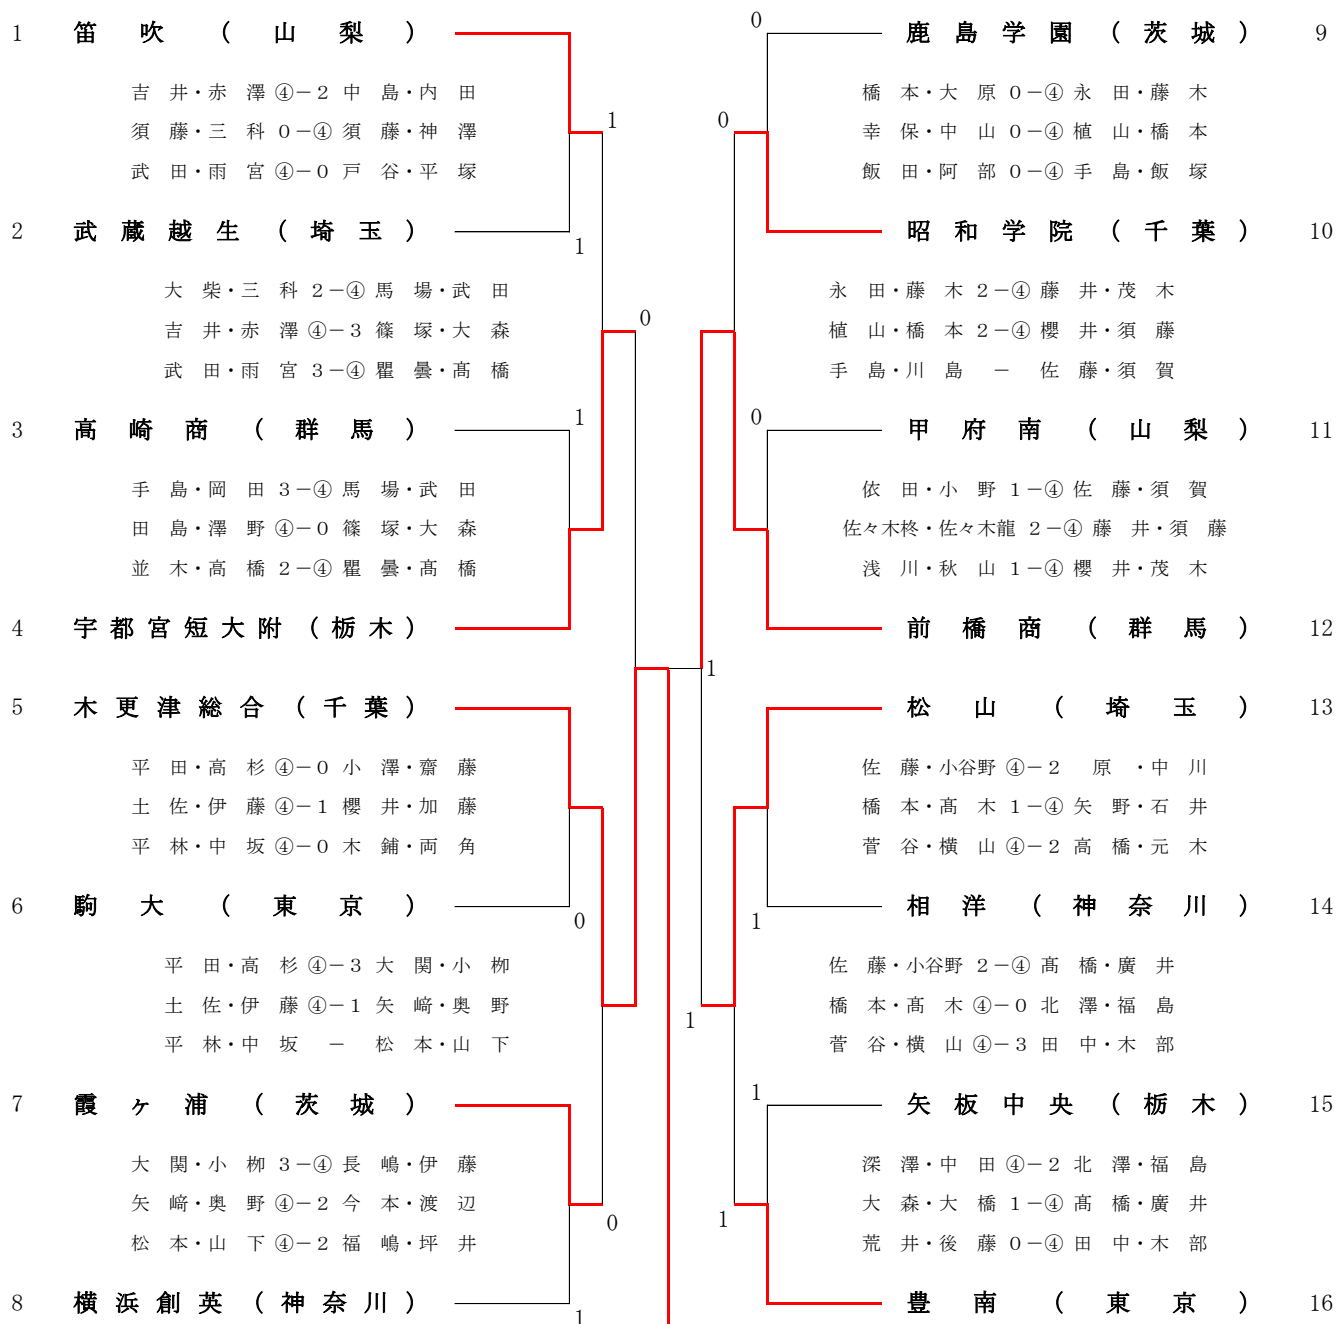 1 笛吹(山梨)
吉井・赤澤 ④－2 中島・内田
須藤・三科 0－④ 須藤・神澤
武田・雨宮 ④－0 戸谷・平塚
1
2 武蔵越生(埼玉)
1
大柴・三科 2－④ 馬場・武田
吉井・赤澤 ④－3 篠塚・大森
武田・雨宮 3－④ 瞿曇・髙橋
0
3 高崎商(群馬)
1
手島・岡田 3－④ 馬場・武田
田島・澤野 ④－0 篠塚・大森
並木・高橋 2－④ 瞿曇・髙橋
4 宇都宮短大附(栃木)
5 木更津総合(千葉)
平田・高杉 ④－0 小澤・齋藤
土佐・伊藤 ④－1 櫻井・加藤
平林・中坂 ④－0 木鋪・両角
6 駒大(東京)
0
平田・高杉 ④－3 大関・小栁
土佐・伊藤 ④－1 矢﨑・奥野
平林・中坂 － 松本・山下
7 霞ヶ浦(茨城)
大関・小栁 3－④ 長嶋・伊藤
矢﨑・奥野 ④－2 今本・渡辺
松本・山下 ④－2 福嶋・坪井
0
8 横浜創英(神奈川)
1
1
0
鹿島学園(茨城) 9
橋本・大原 0－④ 永田・藤木
幸保・中山 0－④ 植山・橋本
飯田・阿部 0－④ 手島・飯塚
0
昭和学院(千葉) 10
永田・藤木 2－④ 藤井・茂木
植山・橋本 2－④ 櫻井・須藤
手島・川島 － 佐藤・須賀
0
甲府南(山梨) 11
依田・小野 1－④ 佐藤・須賀
佐々木柊・佐々木龍 2－④ 藤井・須藤
浅川・秋山 1－④ 櫻井・茂木
前橋商(群馬) 12
松山(埼玉) 13
佐藤・小谷野 ④－2 原・中川
橋本・髙木 1－④ 矢野・石井
菅谷・横山 ④－2 高橋・元木
1
相洋(神奈川) 14
佐藤・小谷野 2－④ 髙橋・廣井
橋本・髙木 ④－0 北澤・福島
菅谷・横山 ④－3 田中・木部
1
1
矢板中央(栃木) 15
深澤・中田 ④－2 北澤・福島
大森・大橋 1－④ 髙橋・廣井
荒井・後藤 0－④ 田中・木部
1
豊南(東京) 16